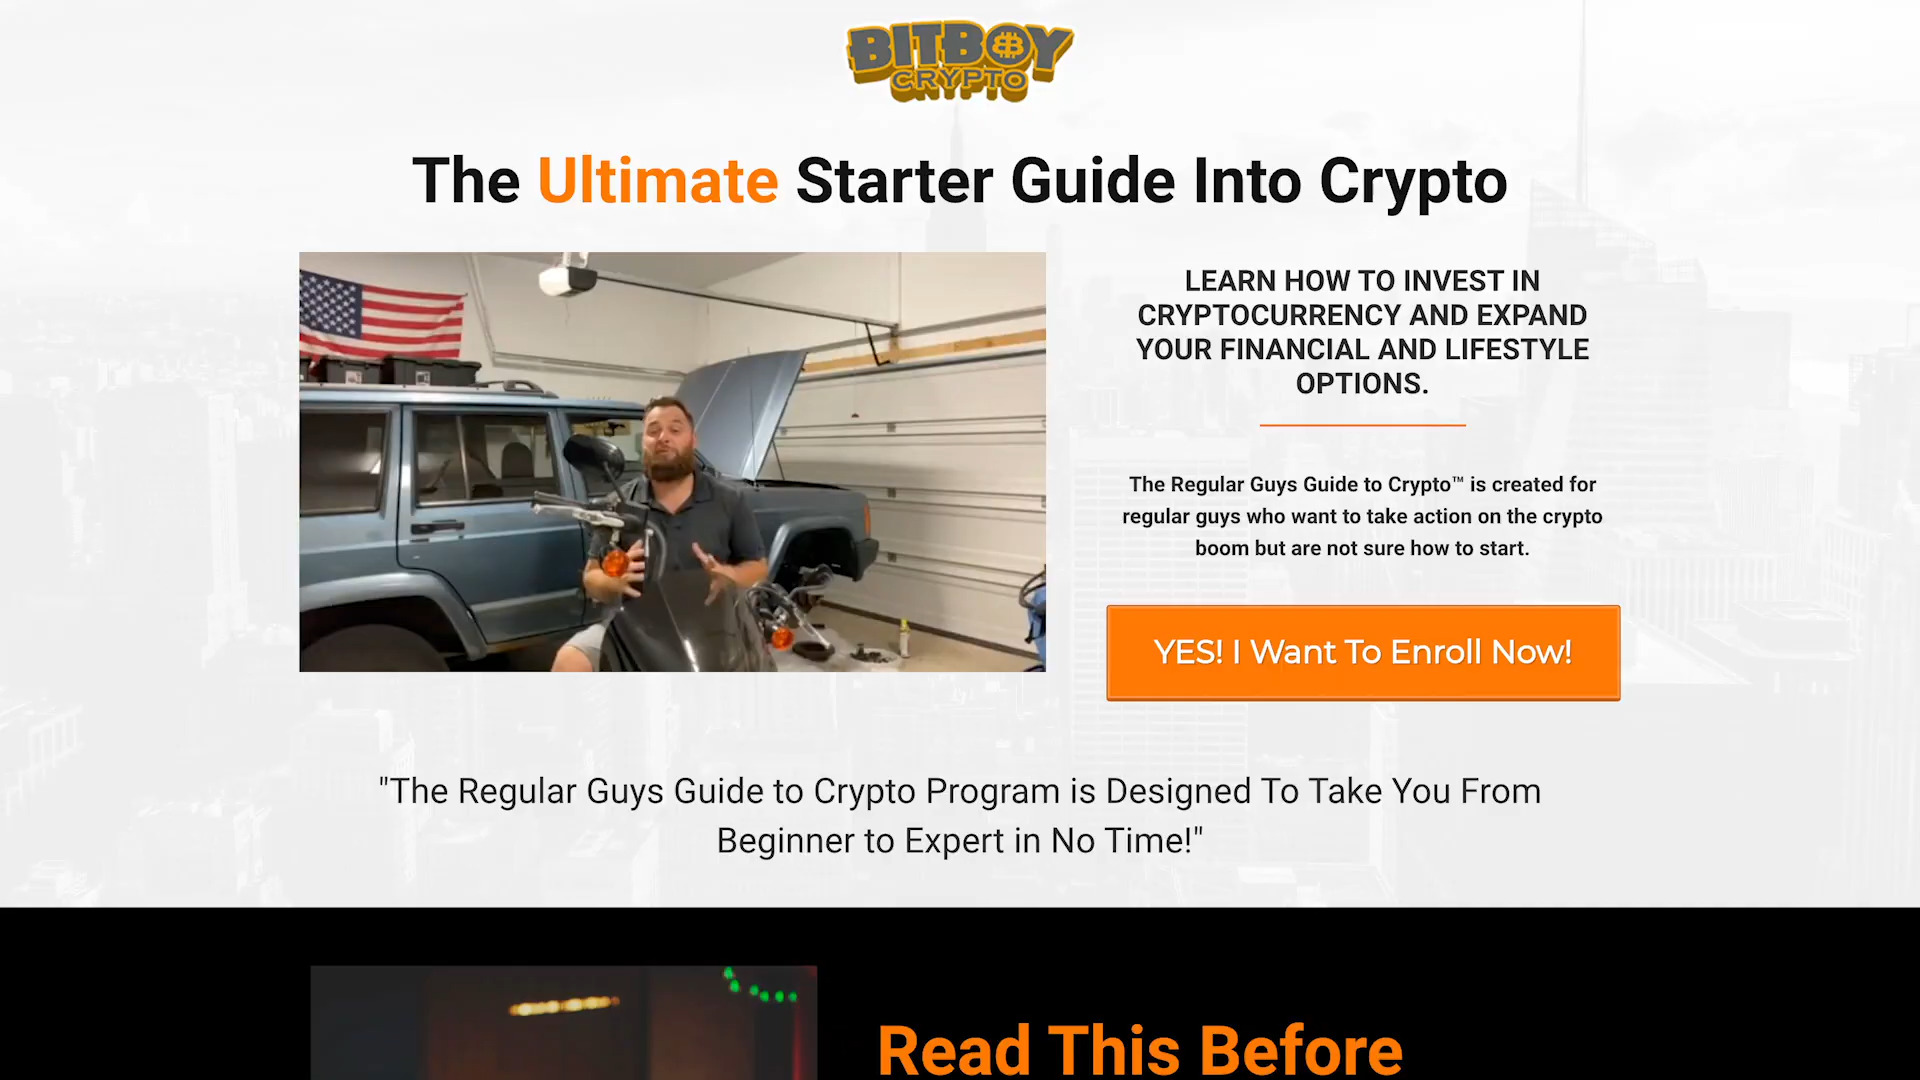 BITBOY
CRYPTO
The Ultimate Starter Guide Into Crypto
LEARN HOW TO INVEST IN
CRYPTOCURRENCY AND EXPAND
YOUR FINANCIAL AND LIFESTYLE
OPTIONS.
The Regular Guys Guide to Crypto™ is created for
regular guys who want to take action on the crypto
boom but are not sure how to start.
YES! I Want To Enroll Now!
"The Regular Guys Guide to Crypto Program is Designed To Take You From
Beginner to Expert in No Time!"
Read This Before